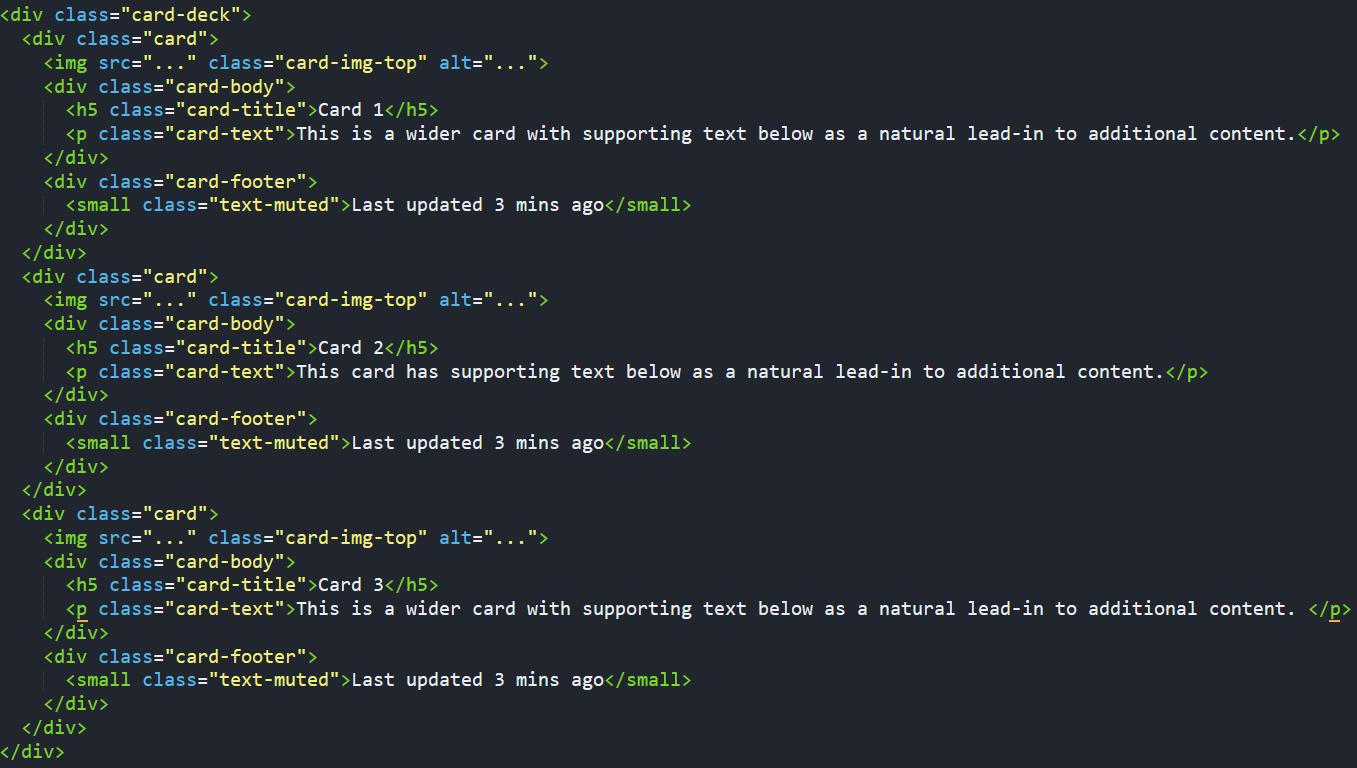 <div class="card-deck">
  <div class="card">
    <img src="..." class="card-img-top" alt="...">
    <div class="card-body">
      <h5 class="card-title">Card 1</h5>
      <p class="card-text">This is a wider card with supporting text below as a natural lead-in to additional content.</p>
    </div>
    <div class="card-footer">
      <small class="text-muted">Last updated 3 mins ago</small>
    </div>
  </div>
  <div class="card">
    <img src="..." class="card-img-top" alt="...">
    <div class="card-body">
      <h5 class="card-title">Card 2</h5>
      <p class="card-text">This card has supporting text below as a natural lead-in to additional content.</p>
    </div>
    <div class="card-footer">
      <small class="text-muted">Last updated 3 mins ago</small>
    </div>
  </div>
  <div class="card">
    <img src="..." class="card-img-top" alt="...">
    <div class="card-body">
      <h5 class="card-title">Card 3</h5>
      <p class="card-text">This is a wider card with supporting text below as a natural lead-in to additional content. </p>
    </div>
    <div class="card-footer">
      <small class="text-muted">Last updated 3 mins ago</small>
    </div>
  </div>
</div>